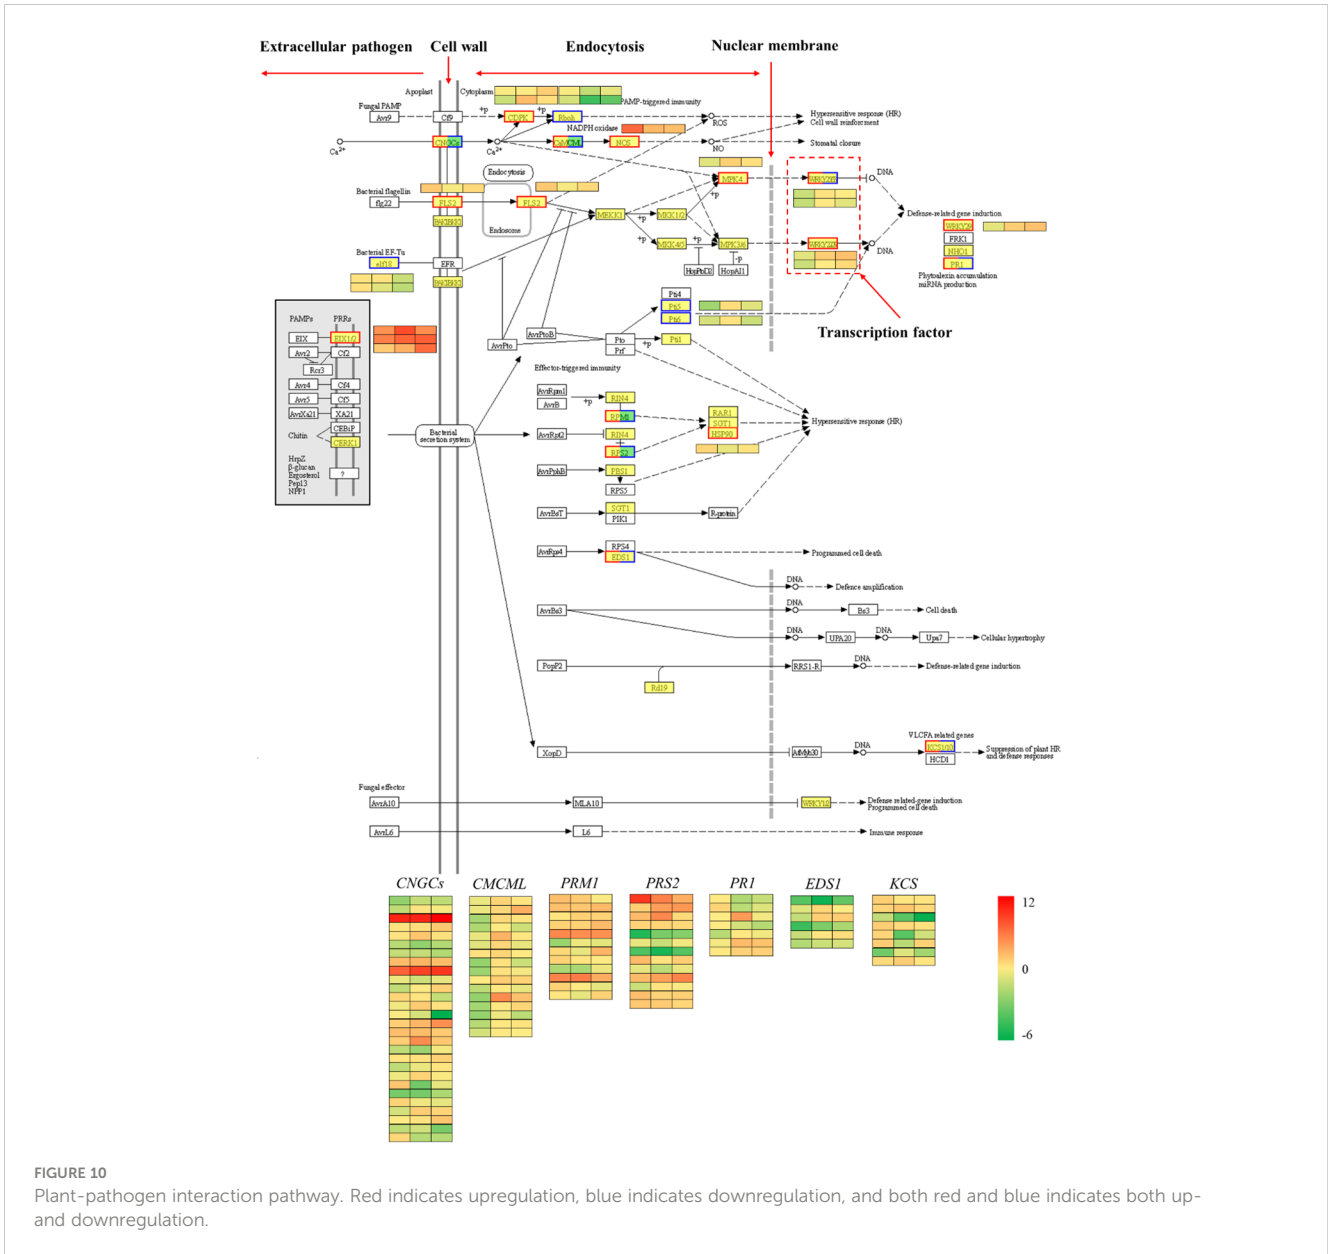 Extracellular pathogen
Cell wall
Endocytosis
Nuclear membrane
Apoplast
Cytoplasm
Fungal PAMP
Avr9
Cf9
+p
CDPK
+p
Rboh
PAMP-triggered immunity
ROS
Hypersensitive response (HR)
Cell wall reinforcement
NADPH oxidase
Ca2+
CNGCs
Ca2+
CaMCML
NOS
NO
Stomatal closure
Endocytosis
MPK4
DNA
+p
Bacterial flagellin
flg22
FLS2
FLS2
MEKK1
+p
MKK1/2
Defense-related gene induction
WRKY29
FRK1
NHO1
PR1
Phytoalexin accumulation
miRNA production
Endosome
+p
MKK4/5
+p
MPK3/6
DNA
Bacterial EF-Tu
elf18
EFR
HopPtoD2
-p
HopAI1
Transcription factor
PAMPs
PRRs
EIX
EIX1/2
Avr2
Cf2
Rcr3
Avr4
Cf4
Avr5
Cf5
AvrXa21
XA21
CEBiP
Chitin
CERK1
HrpZ
β-glucan
Ergosterol
Pep13
NPP1
?
Pti4
Pti5
Pti6
AvrPtoB
AvrPto
Pto
Prf
+p
Pti1
Effector-triggered immunity
AvrRpm1
AvrB
+p
RIN4
RPM1
RAR1
SGT1
HSP90
Hypersensitive response (HR)
Bacterial
secretion system
AvrRpt2
RIN4
RPS2
AvrPphB
PBS1
RPS5
AvrBsT
SGT1
PIK1
R-protein
AvrRps4
RPS4
EDS1
Programmed cell death
DNA
Defence amplification
AvrBs3
DNA
Bs3
Cell death
DNA
UPA20
DNA
Upa7
Cellular hypertrophy
PopP2
RRS1-R
DNA
Defense-related gene induction
Rd19
XopD
AtMyb30
DNA
VLCFA related genes
KCS1/10
HCD1
Suppression of plant HR
and defense responses
Fungal effector
AvrA10
MLA10
Defense related-gene induction
Programmed cell death
AvrL6
L6
Immune response
CNGCs
CMCML
PRM1
PRS2
PR1
EDS1
KCS
12
0
-6
FIGURE 10
Plant-pathogen interaction pathway. Red indicates upregulation, blue indicates downregulation, and both red and blue indicates both up-
and downregulation.